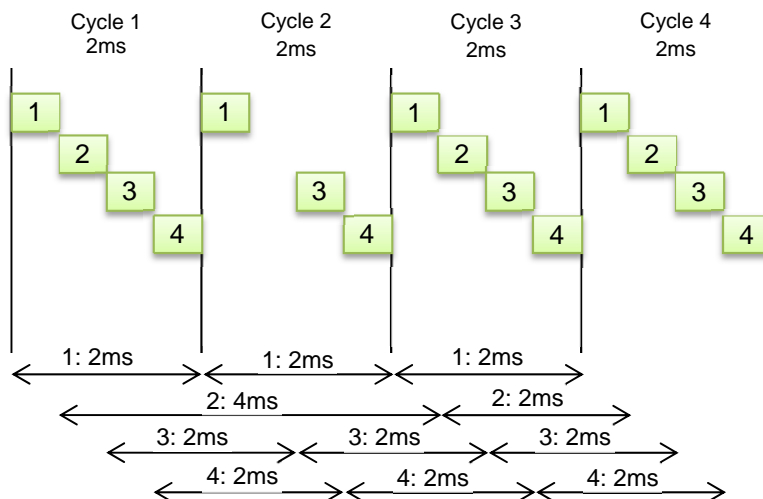 Cycle 1
2ms
Cycle 2
2ms
Cycle 3
2ms
Cycle 4
2ms
1 1 1 1
2 2 2
3 3 3 3
4 4 4 4
1: 2ms 1: 2ms 1: 2ms
2: 4ms 2: 2ms
3: 2ms 3: 2ms 3: 2ms
4: 2ms 4: 2ms 4: 2ms